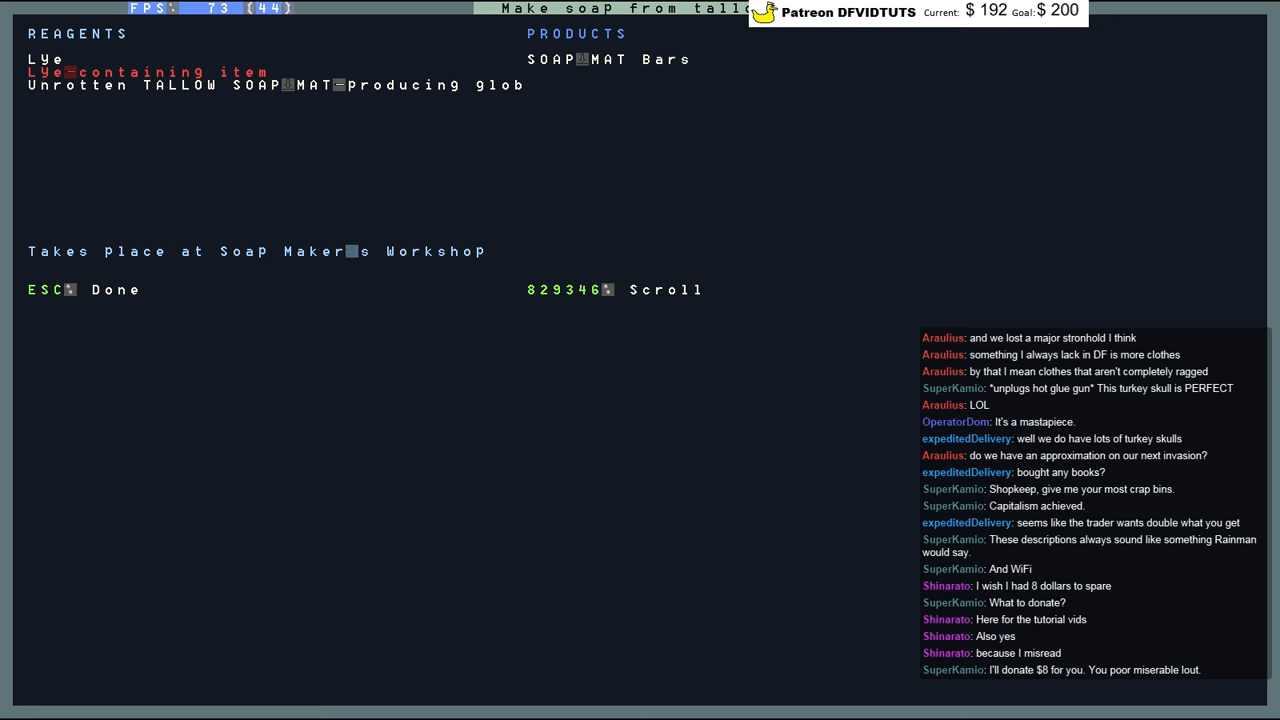 FPS: 73 (44)
Make soap from tallo
Patreon DFVIDTUTS Current: $ 192 Goal: $ 200
REAGENTS
PRODUCTS
Lye
SOAP MAT Bars
Lye-containing item
Unrotten TALLOW SOAP MAT-producing glob
Takes place at Soap Maker's Workshop
ESC: Done
829346: Scroll
Araulius: and we lost a major stronhold I think
Araulius: something I always lack in DF is more clothes
Araulius: by that I mean clothes that aren't completely ragged
SuperKamio: *unplugs hot glue gun* This turkey skull is PERFECT
Araulius: LOL
OperatorDom: It's a mastapiece.
expeditedDelivery: well we do have lots of turkey skulls
Araulius: do we have an approximation on our next invasion?
expeditedDelivery: bought any books?
SuperKamio: Shopkeep, give me your most crap bins.
SuperKamio: Capitalism achieved.
expeditedDelivery: seems like the trader wants double what you get
SuperKamio: These descriptions always sound like something Rainman
would say.
SuperKamio: And WiFi
Shinarato: I wish I had 8 dollars to spare
SuperKamio: What to donate?
Shinarato: Here for the tutorial vids
Shinarato: Also yes
Shinarato: because I misread
SuperKamio: I'll donate $8 for you. You poor miserable lout.